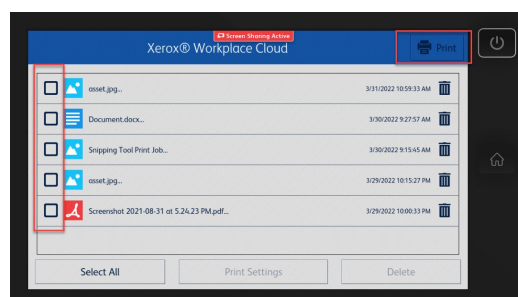 Screen Sharing Active
Xerox® Workplace Cloud
Print
asset.jpg... 3/31/2022 10:59:33 AM
Document.docx... 3/30/2022 9:27:57 AM
Snipping Tool Print Job... 3/30/2022 9:15:45 AM
asset.jpg... 3/29/2022 10:15:27 PM
Screenshot 2021-08-31 at 5.24.23 PM.pdf... 3/29/2022 10:00:33 PM
Select All Print Settings Delete